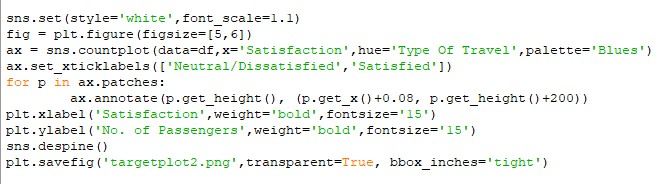 sns.set(style='white',font_scale=1.1)
fig = plt.figure(figsize=[5,6])
ax = sns.countplot(data=df,x='Satisfaction',hue='Type Of Travel',palette='Blues')
ax.set_xticklabels(['Neutral/Dissatisfied','Satisfied'])
for p in ax.patches:
        ax.annotate(p.get_height(), (p.get_x()+0.08, p.get_height()+200))
plt.xlabel('Satisfaction',weight='bold',fontsize='15')
plt.ylabel('No. of Passengers',weight='bold',fontsize='15')
sns.despine()
plt.savefig('targetplot2.png',transparent=True, bbox_inches='tight')